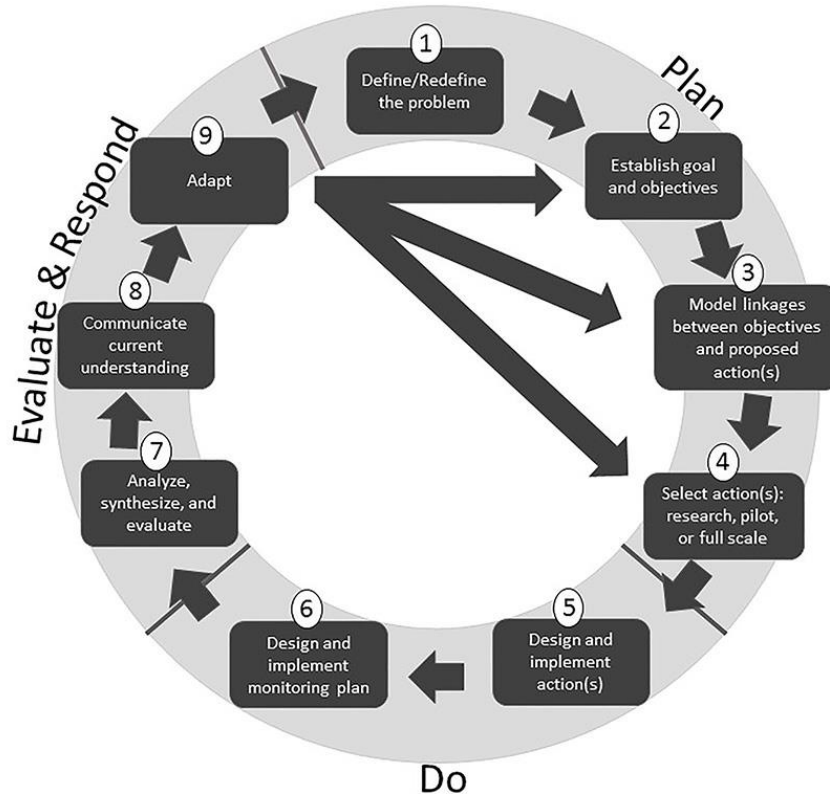 Plan
1
Define/Redefine
the problem
2
Establish goal
and objectives
3
Model linkages
between objectives
and proposed
action(s)
4
Select action(s):
research, pilot,
or full scale
Do
5
Design and
implement
action(s)
6
Design and
implement
monitoring plan
Evaluate & Respond
7
Analyze,
synthesize, and
evaluate
8
Communicate
current
understanding
9
Adapt